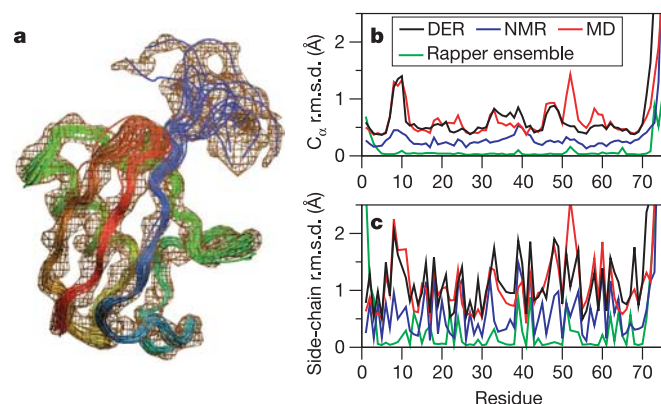 a
b
DER NMR MD
Rapper ensemble
Cα r.m.s.d. (Å)
2
1
0
0 10 20 30 40 50 60 70
c
Side-chain r.m.s.d. (Å)
2
1
0
0 10 20 30 40 50 60 70
Residue